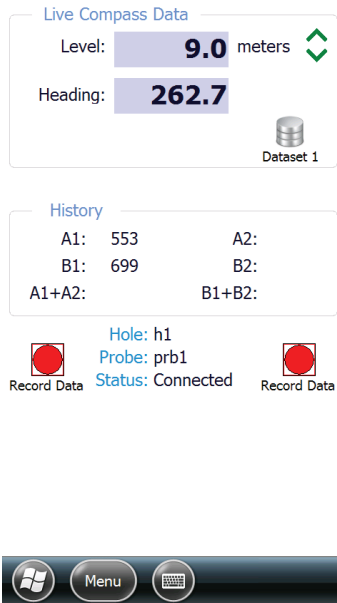 Live Compass Data
Level: 9.0 meters
Heading: 262.7
Dataset 1
History
A1: 553 A2:
B1: 699 B2:
A1+A2: B1+B2:
Hole: h1
Probe: prb1
Status: Connected
Record Data Record Data
Menu